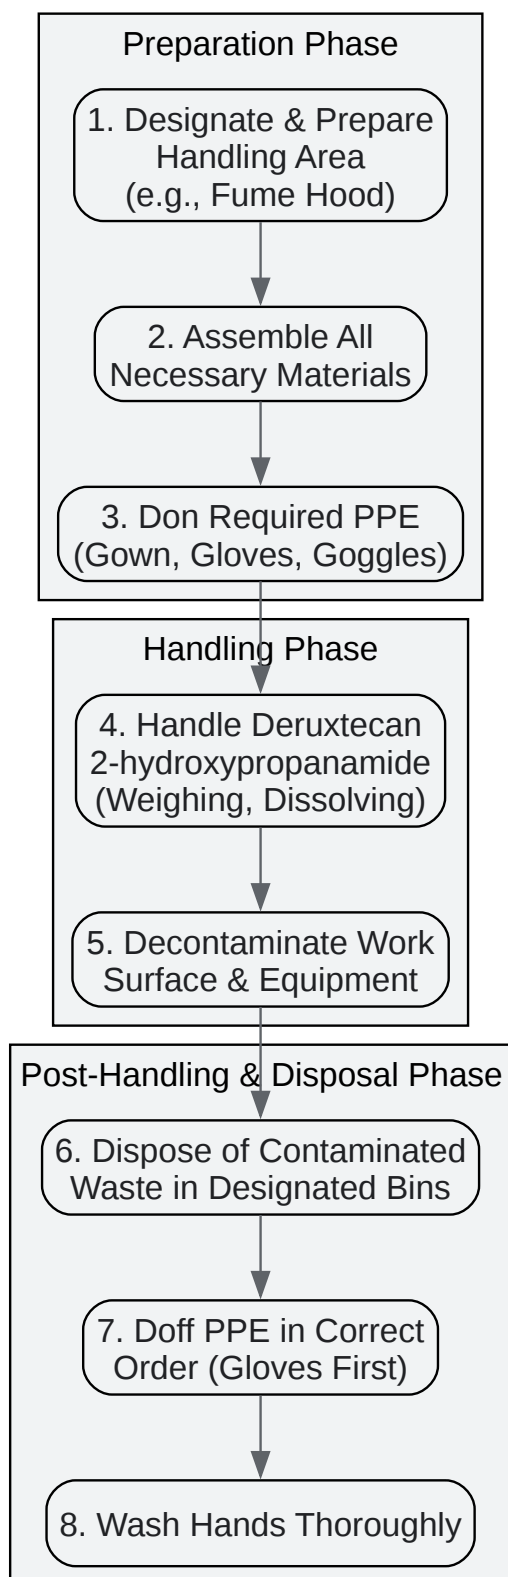 Preparation Phase
1. Designate & Prepare
Handling Area
(e.g., Fume Hood)
2. Assemble All
Necessary Materials
3. Don Required PPE
(Gown, Gloves, Goggles)
Handling Phase
4. Handle Deruxtecan
2-hydroxypropanamide
(Weighing, Dissolving)
5. Decontaminate Work
Surface & Equipment
Post-Handling & Disposal Phase
6. Dispose of Contaminated
Waste in Designated Bins
7. Doff PPE in Correct
Order (Gloves First)
8. Wash Hands Thoroughly